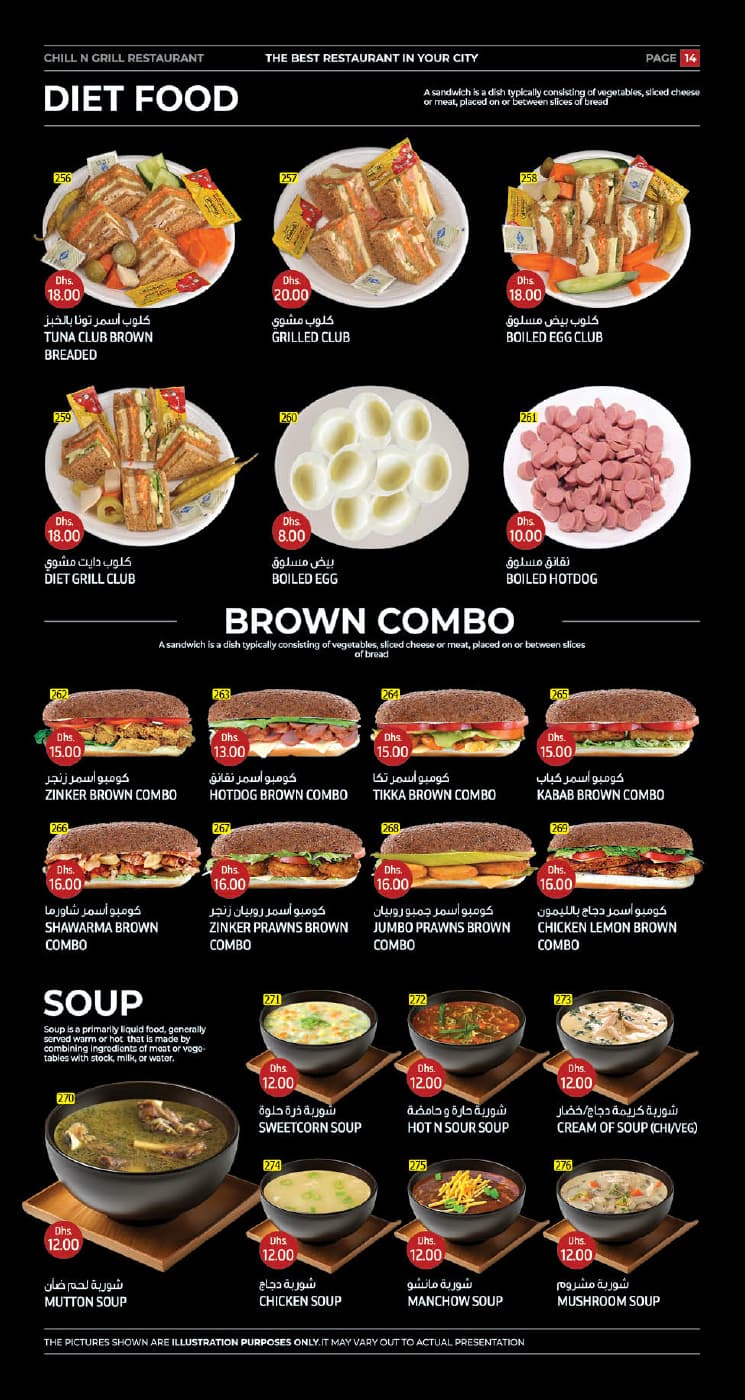 CHILL N GRILL RESTAURANT
THE BEST RESTAURANT IN YOUR CITY
PAGE 14
DIET FOOD
A sandwich is a dish typically consisting of vegetables, sliced cheese
or meat, placed on or between slices of bread
256
Dhs.
18.00
كلوب أسمر تونا بالخبز
TUNA CLUB BROWN
BREADED
257
Dhs.
20.00
كلوب مشوي
GRILLED CLUB
258
Dhs.
18.00
كلوب بيض مسلوق
BOILED EGG CLUB
259
Dhs.
18.00
كلوب دايت مشوي
DIET GRILL CLUB
260
Dhs.
8.00
بيض مسلوق
BOILED EGG
261
Dhs.
10.00
نقانق مسلوق
BOILED HOTDOG
BROWN COMBO
A sandwich is a dish typically consisting of vegetables, sliced cheese or meat, placed on or between slices
of bread
262
Dhs.
15.00
كومبو أسمر زنجر
ZINKER BROWN COMBO
263
Dhs.
13.00
كومبو أسمر نقانق
HOTDOG BROWN COMBO
264
Dhs.
15.00
كومبو أسمر تكا
TIKKA BROWN COMBO
265
Dhs.
15.00
كومبو أسمر كباب
KABAB BROWN COMBO
266
Dhs.
16.00
كومبو أسمر شاورما
SHAWARMA BROWN
COMBO
267
Dhs.
16.00
كومبو أسمر روبيان زنجر
ZINKER PRAWNS BROWN
COMBO
268
Dhs.
16.00
كومبو أسمر جمبو روبيان
JUMBO PRAWNS BROWN
COMBO
269
Dhs.
16.00
كومبو أسمر دجاج بالليمون
CHICKEN LEMON BROWN
COMBO
SOUP
Soup is a primarily liquid food, generally
served warm or hot that is made by
combining ingredients of meat or vege-
tables with stock, milk, or water.
270
Dhs.
12.00
شوربة لحم ضأن
MUTTON SOUP
271
Dhs.
12.00
شوربة ذرة حلوة
SWEETCORN SOUP
272
Dhs.
12.00
شوربة حارة و حامضة
HOT N SOUR SOUP
273
Dhs.
12.00
شوربة كريمة دجاج/خضار
CREAM OF SOUP (CHI/VEG)
274
Dhs.
12.00
شوربة دجاج
CHICKEN SOUP
275
Dhs.
12.00
شوربة مانشو
MANCHOW SOUP
276
Dhs.
12.00
شوربة مشروم
MUSHROOM SOUP
THE PICTURES SHOWN ARE ILLUSTRATION PURPOSES ONLY.IT MAY VARY OUT TO ACTUAL PRESENTATION